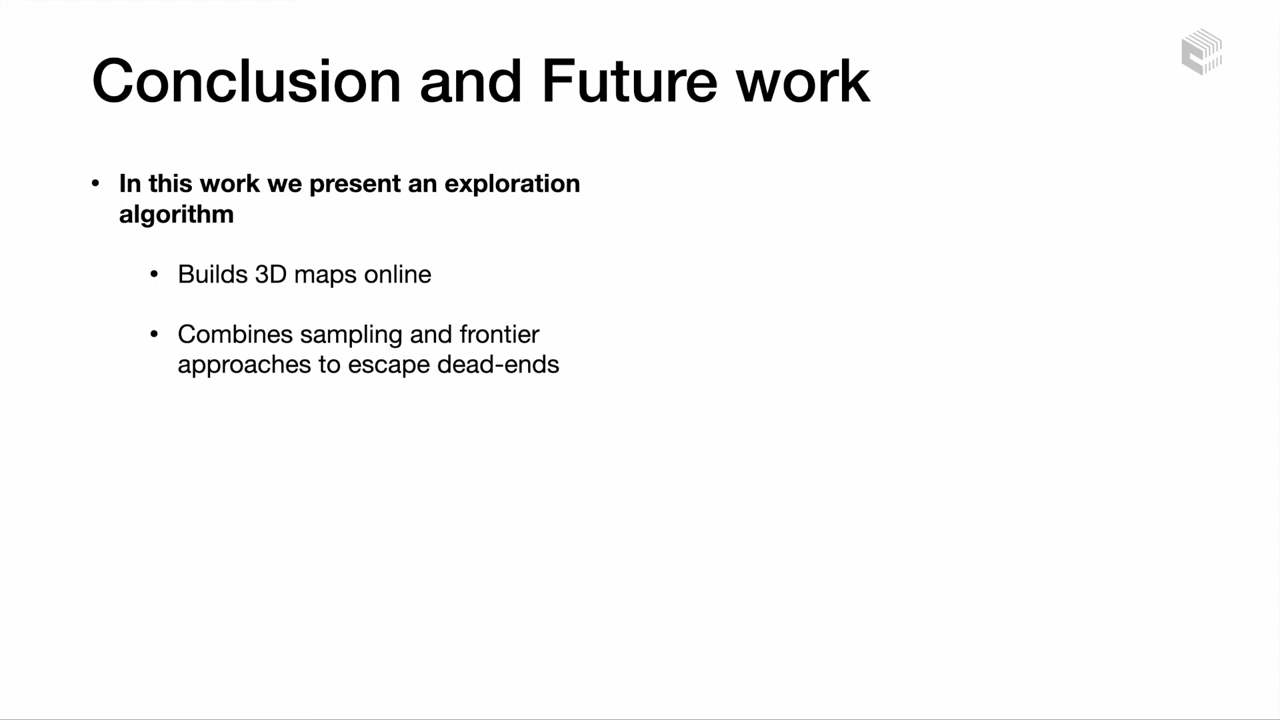 Conclusion and Future work
• In this work we present an exploration
algorithm
• Builds 3D maps online
• Combines sampling and frontier
approaches to escape dead-ends